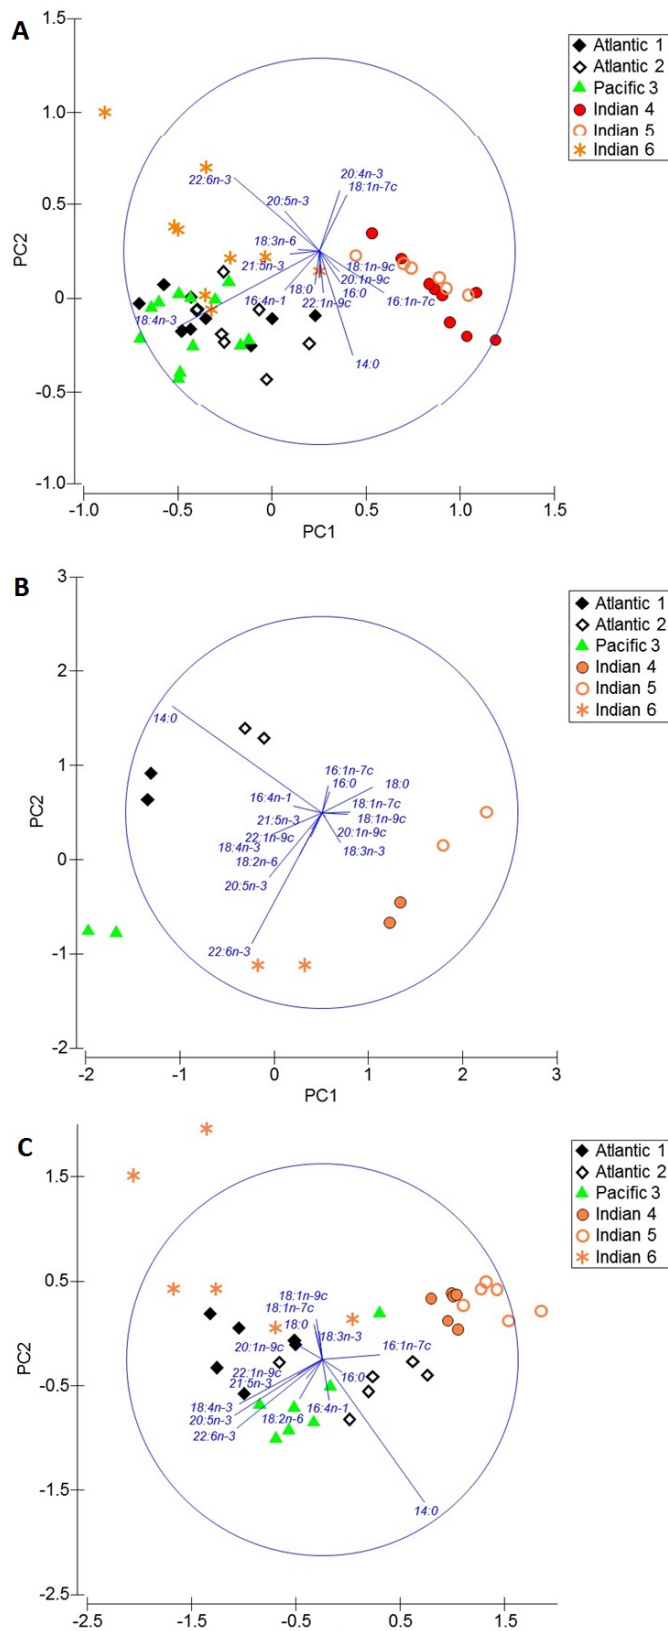 A
1.5
1.0
0.5
0
-0.5
-1.0
PC2
-1.0
-0.5
0
0.5
1.0
1.5
PC1
Atlantic 1
Atlantic 2
Pacific 3
Indian 4
Indian 5
Indian 6
22:6n-3
20:4n-3
18:1n-7c
20:5n-3
18:3n-6
21:5n-3
18:1n-9c
20:1n-9c
18:0
16:0
16:4n-1
22:1n-9c
16:1n-7c
18:4n-3
14:0
B
3
2
1
0
-1
-2
PC2
-2
-1
0
1
2
3
PC1
Atlantic 1
Atlantic 2
Pacific 3
Indian 4
Indian 5
Indian 6
14:0
16:1n-7c
16:0
18:0
16:4n-1
18:1n-7c
21:5n-3
18:1n-9c
22:1n-9c
20:1n-9c
18:4n-3
18:3n-3
18:2n-6
20:5n-3
22:6n-3
C
1.5
0.5
-0.5
-1.5
-2.5
PC2
-2.5
-1.5
-0.5
0.5
1.5
Atlantic 1
Atlantic 2
Pacific 3
Indian 4
Indian 5
Indian 6
18:1n-9c
18:1n-7c
18:0
18:3n-3
20:1n-9c
16:1n-7c
22:1n-9c
16:0
21:5n-3
18:4n-3
16:4n-1
20:5n-3
18:2n-6
22:6n-3
14:0